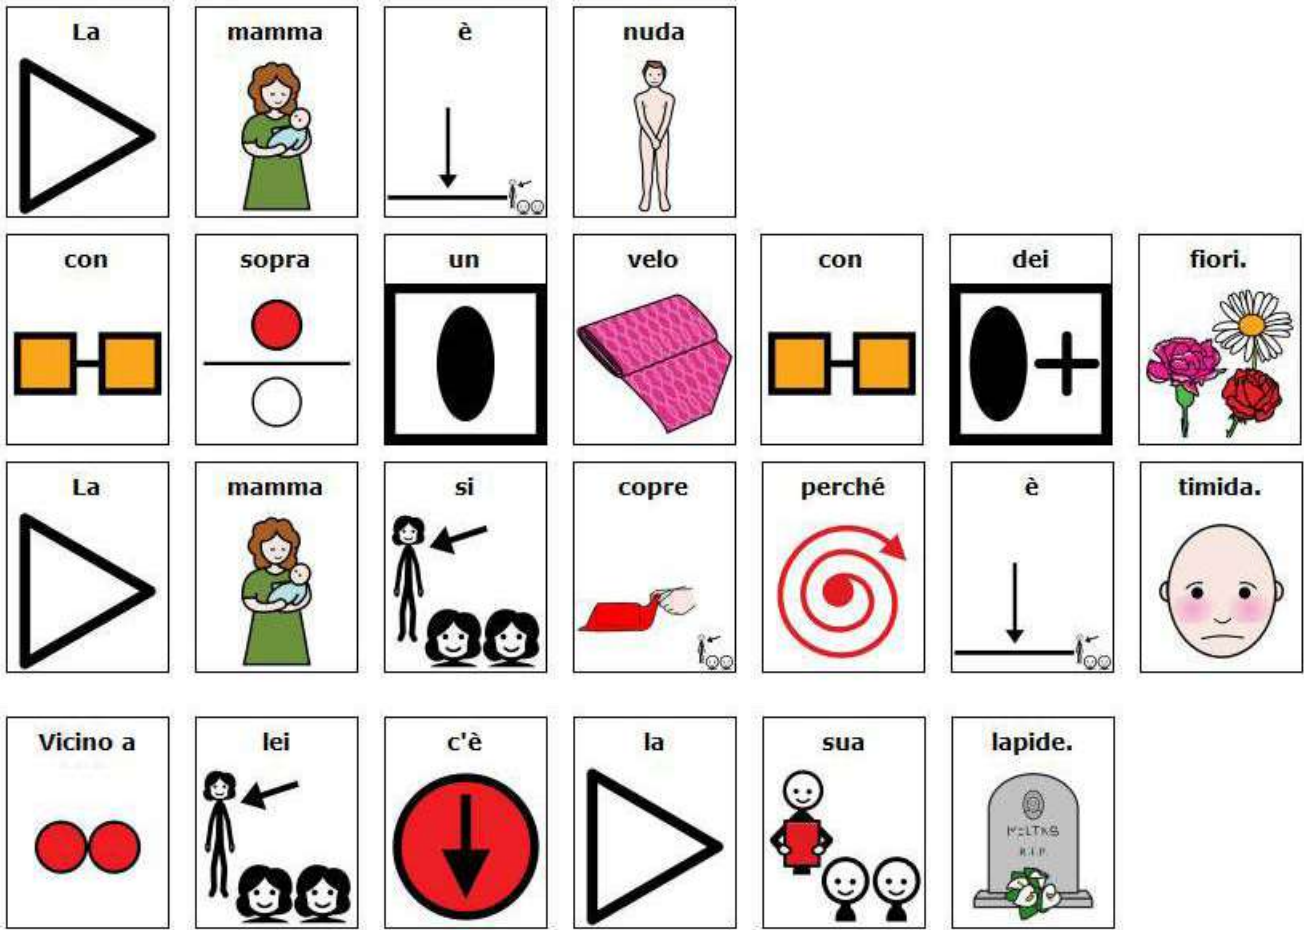 La mamma è nuda
con sopra un velo con dei fiori.
La mamma si copre perché è timida.
Vicino a lei c'è la sua lapide.
R.I.P.